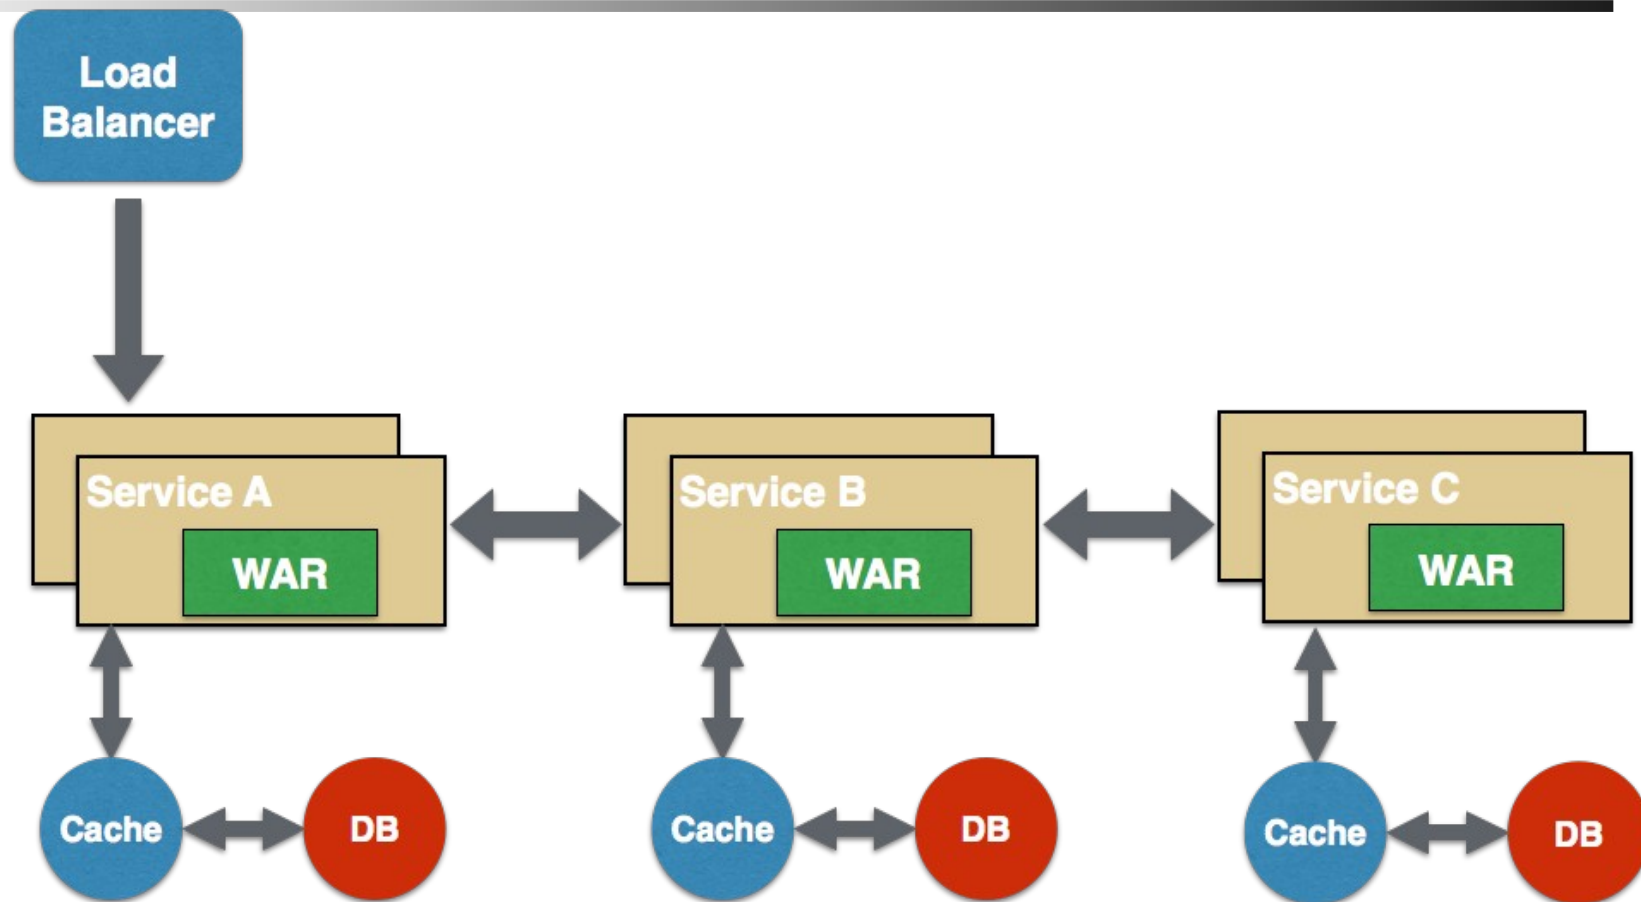 Load
Balancer
Service A
WAR
Service B
WAR
Service C
WAR
Cache
DB
Cache
DB
Cache
DB